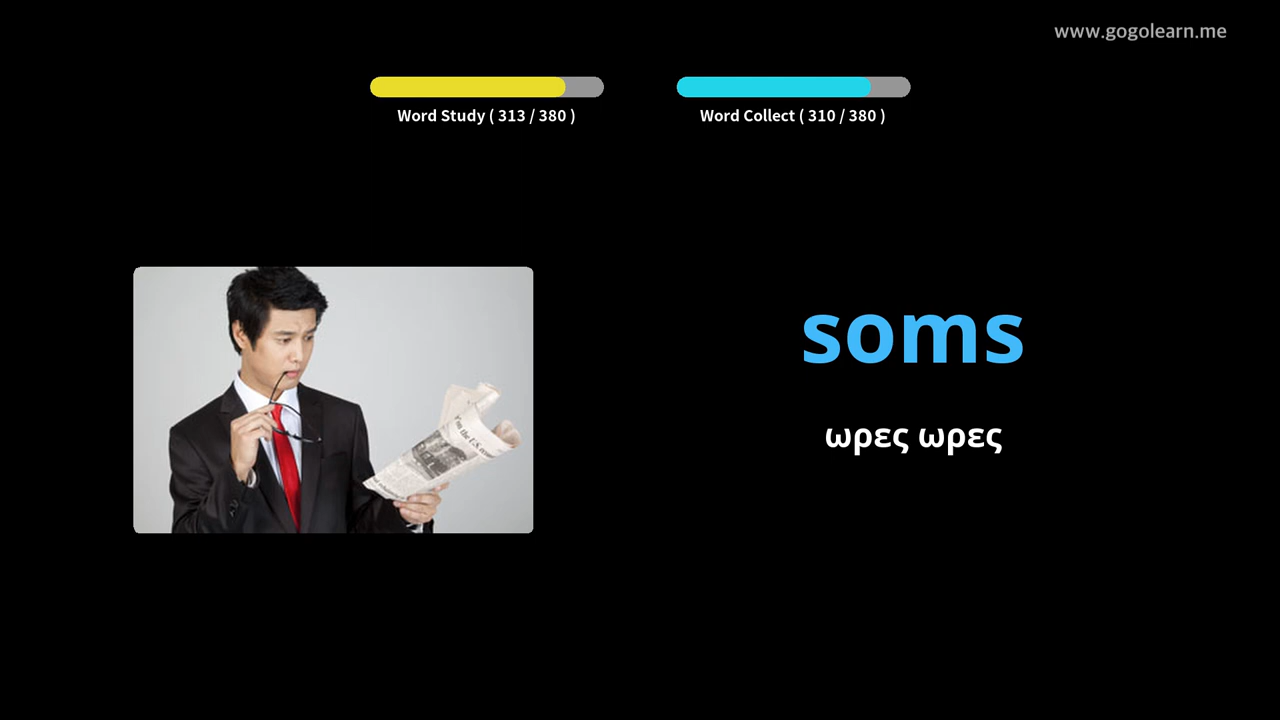 www.gogolearn.me
Word Study ( 313 / 380 )
Word Collect ( 310 / 380 )
soms
ωρες ωρες